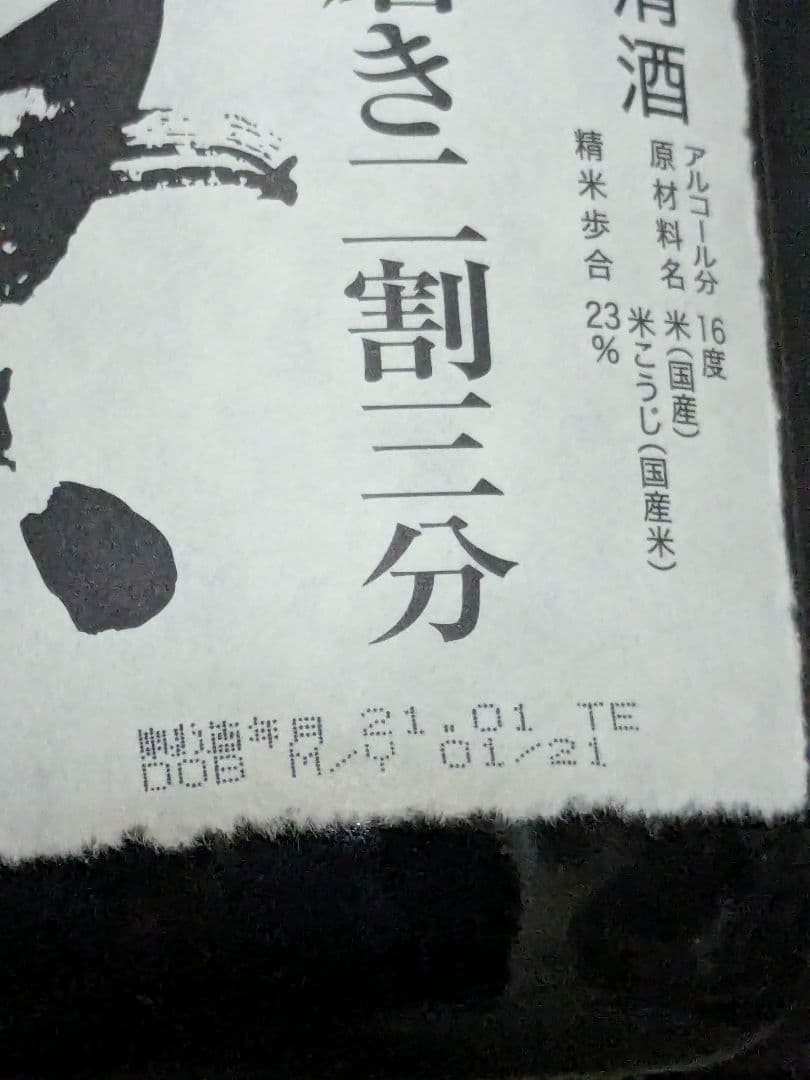 清酒
アルコール分 16度
原材料名 米(国産)
米こうじ(国産米)
精米歩合 23%
磨き二割三分
製造年月 21.01 TE
DOB M/Y 01/21